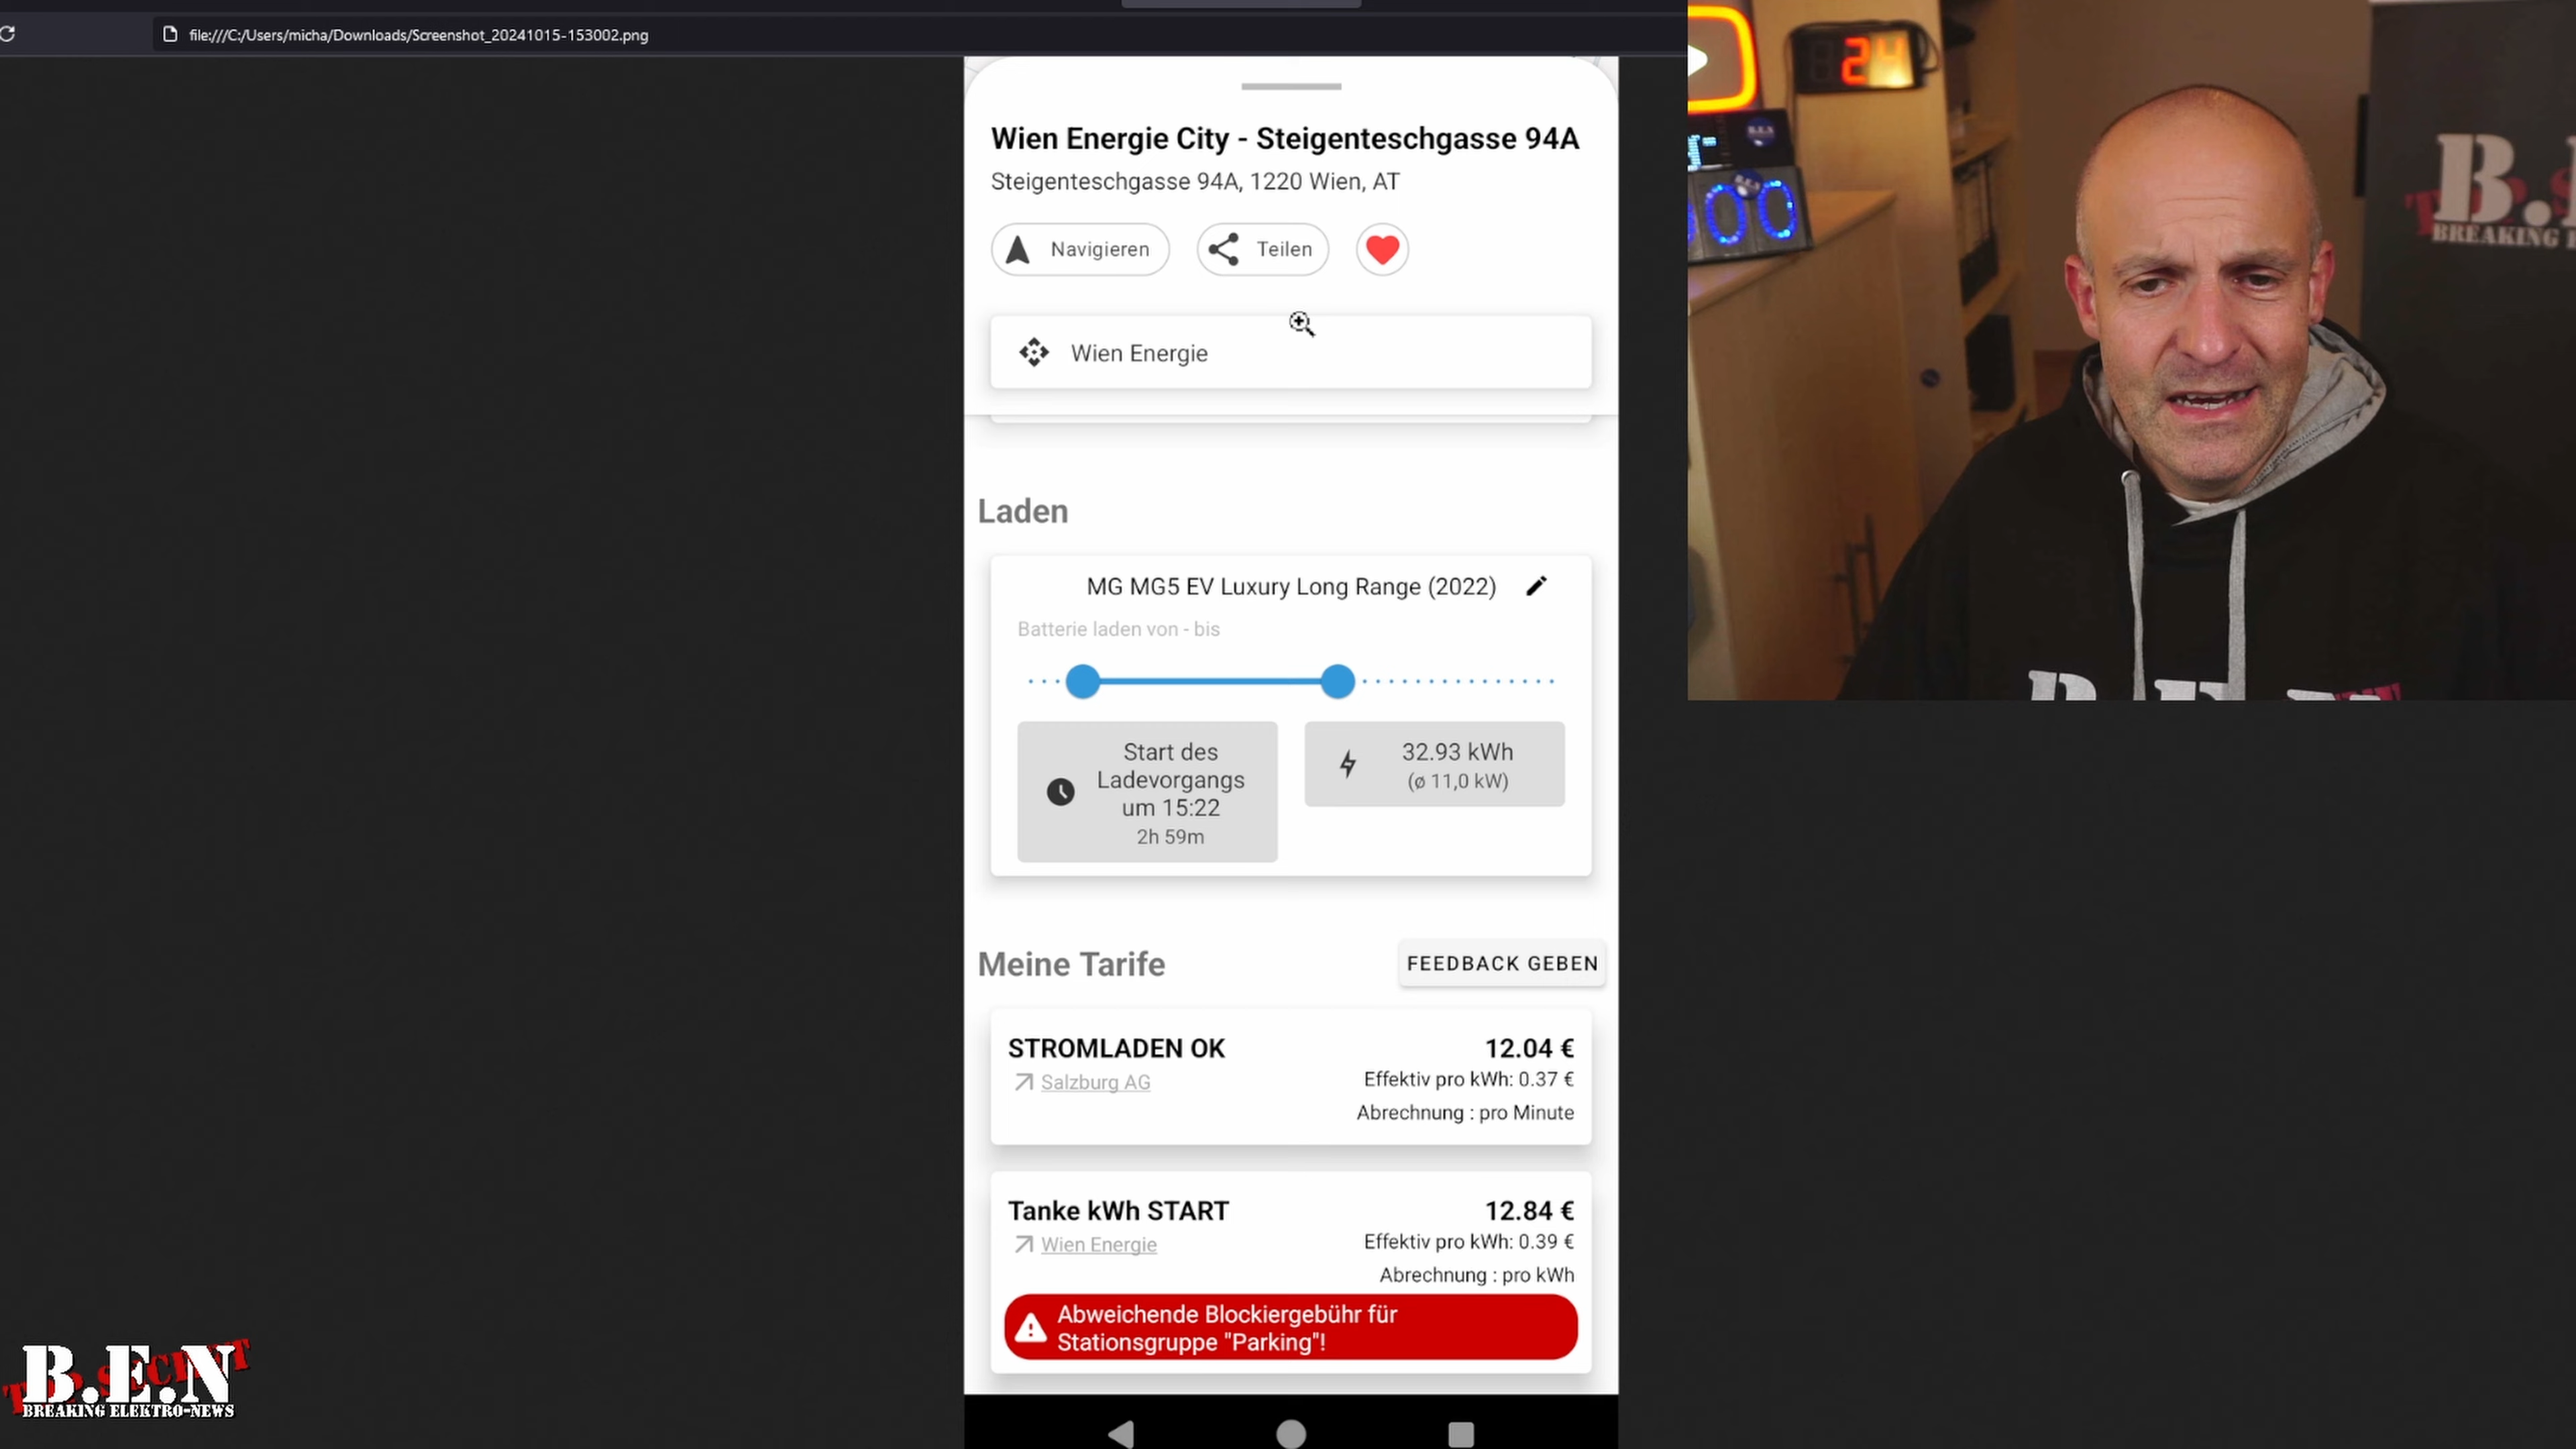 file:///C:/Users/micha/Downloads/Screenshot_20241015-153002.png
Wien Energie City - Steigenteschgasse 94A
Steigenteschgasse 94A, 1220 Wien, AT
Navigieren
Teilen
Wien Energie
Laden
MG MG5 EV Luxury Long Range (2022)
Batterie laden von - bis
Start des
Ladevorgangs
um 15:22
2h 59m
32.93 kWh
(ø 11,0 kW)
Meine Tarife
FEEDBACK GEBEN
STROMLADEN OK
12.04 €
Salzburg AG
Effektiv pro kWh: 0.37 €
Abrechnung : pro Minute
Tanke kWh START
12.84 €
Wien Energie
Effektiv pro kWh: 0.39 €
Abrechnung : pro kWh
Abweichende Blockiergebühr für
Stationsgruppe "Parking"!
24
B.E.N
00
B.
BREAKING
B.E.N
B.E.N
BREAKING ELEKTRO-NEWS